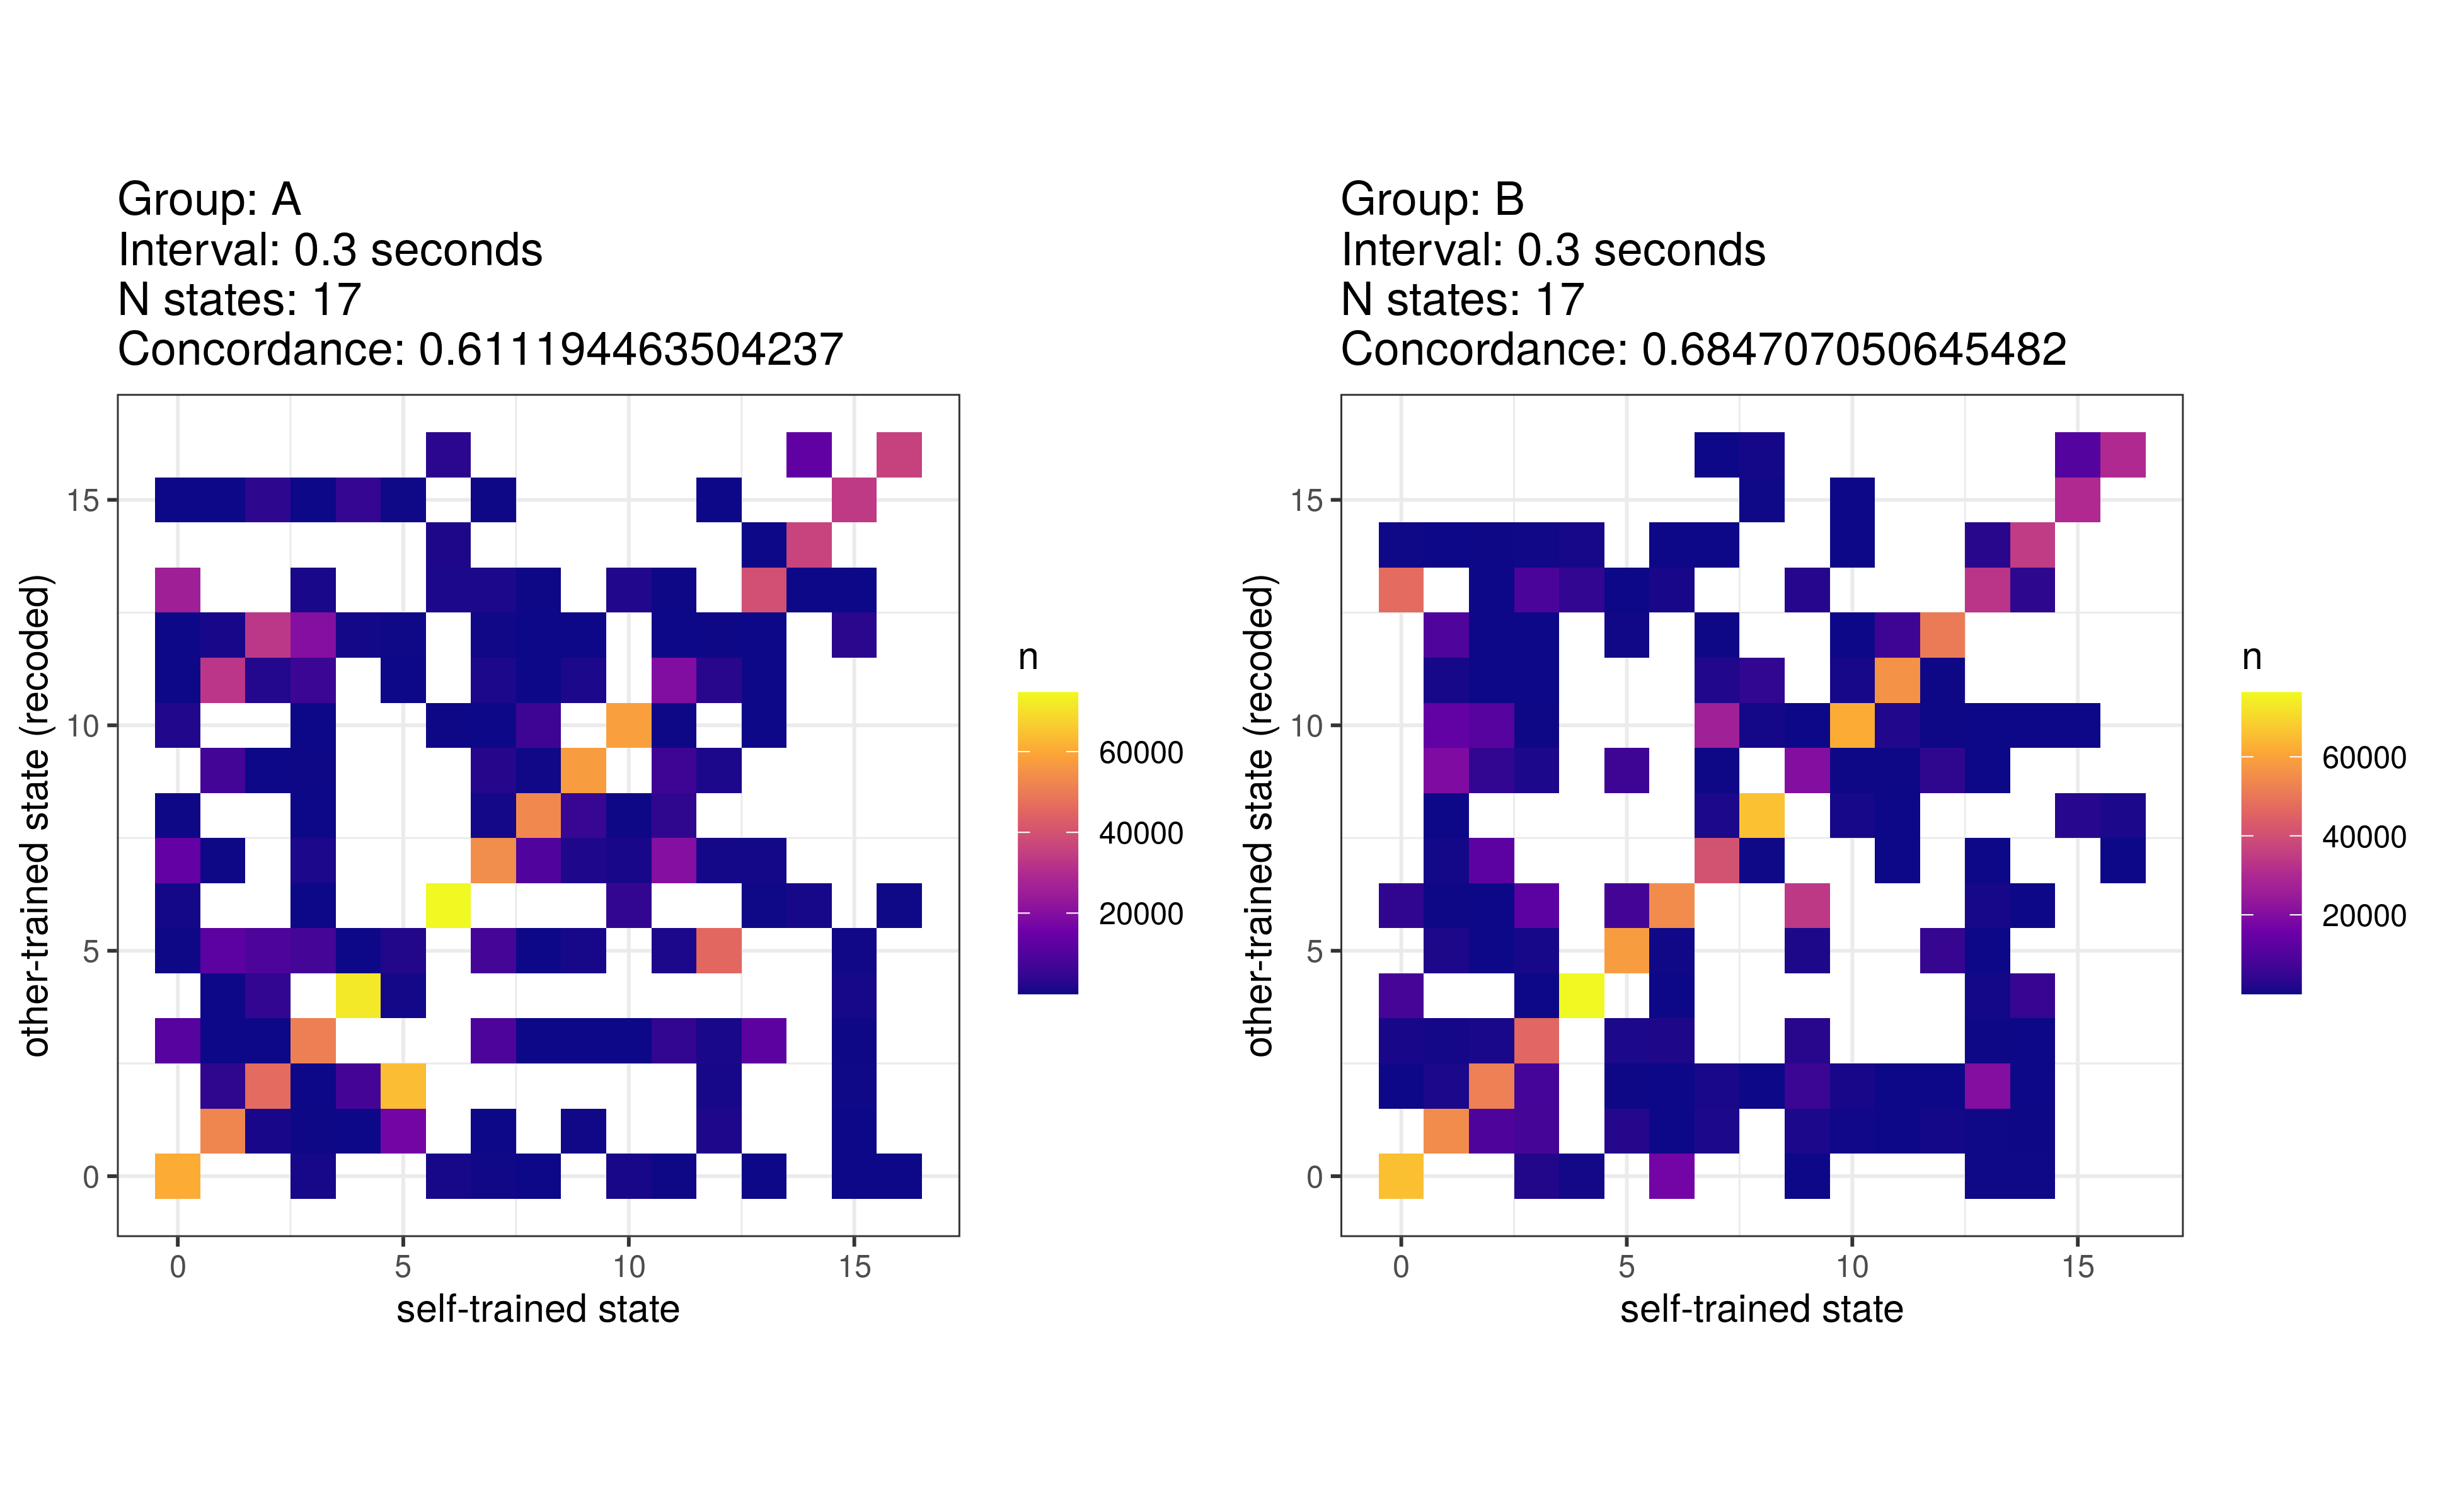 Group: A
Interval: 0.3 seconds
N states: 17
Concordance: 0.611194463504237
other-trained state (recoded)
15
10
5
0
0 5 10 15
self-trained state
n
60000
40000
20000
Group: B
Interval: 0.3 seconds
N states: 17
Concordance: 0.684707050645482
other-trained state (recoded)
15
10
5
0
0 5 10 15
self-trained state
n
60000
40000
20000